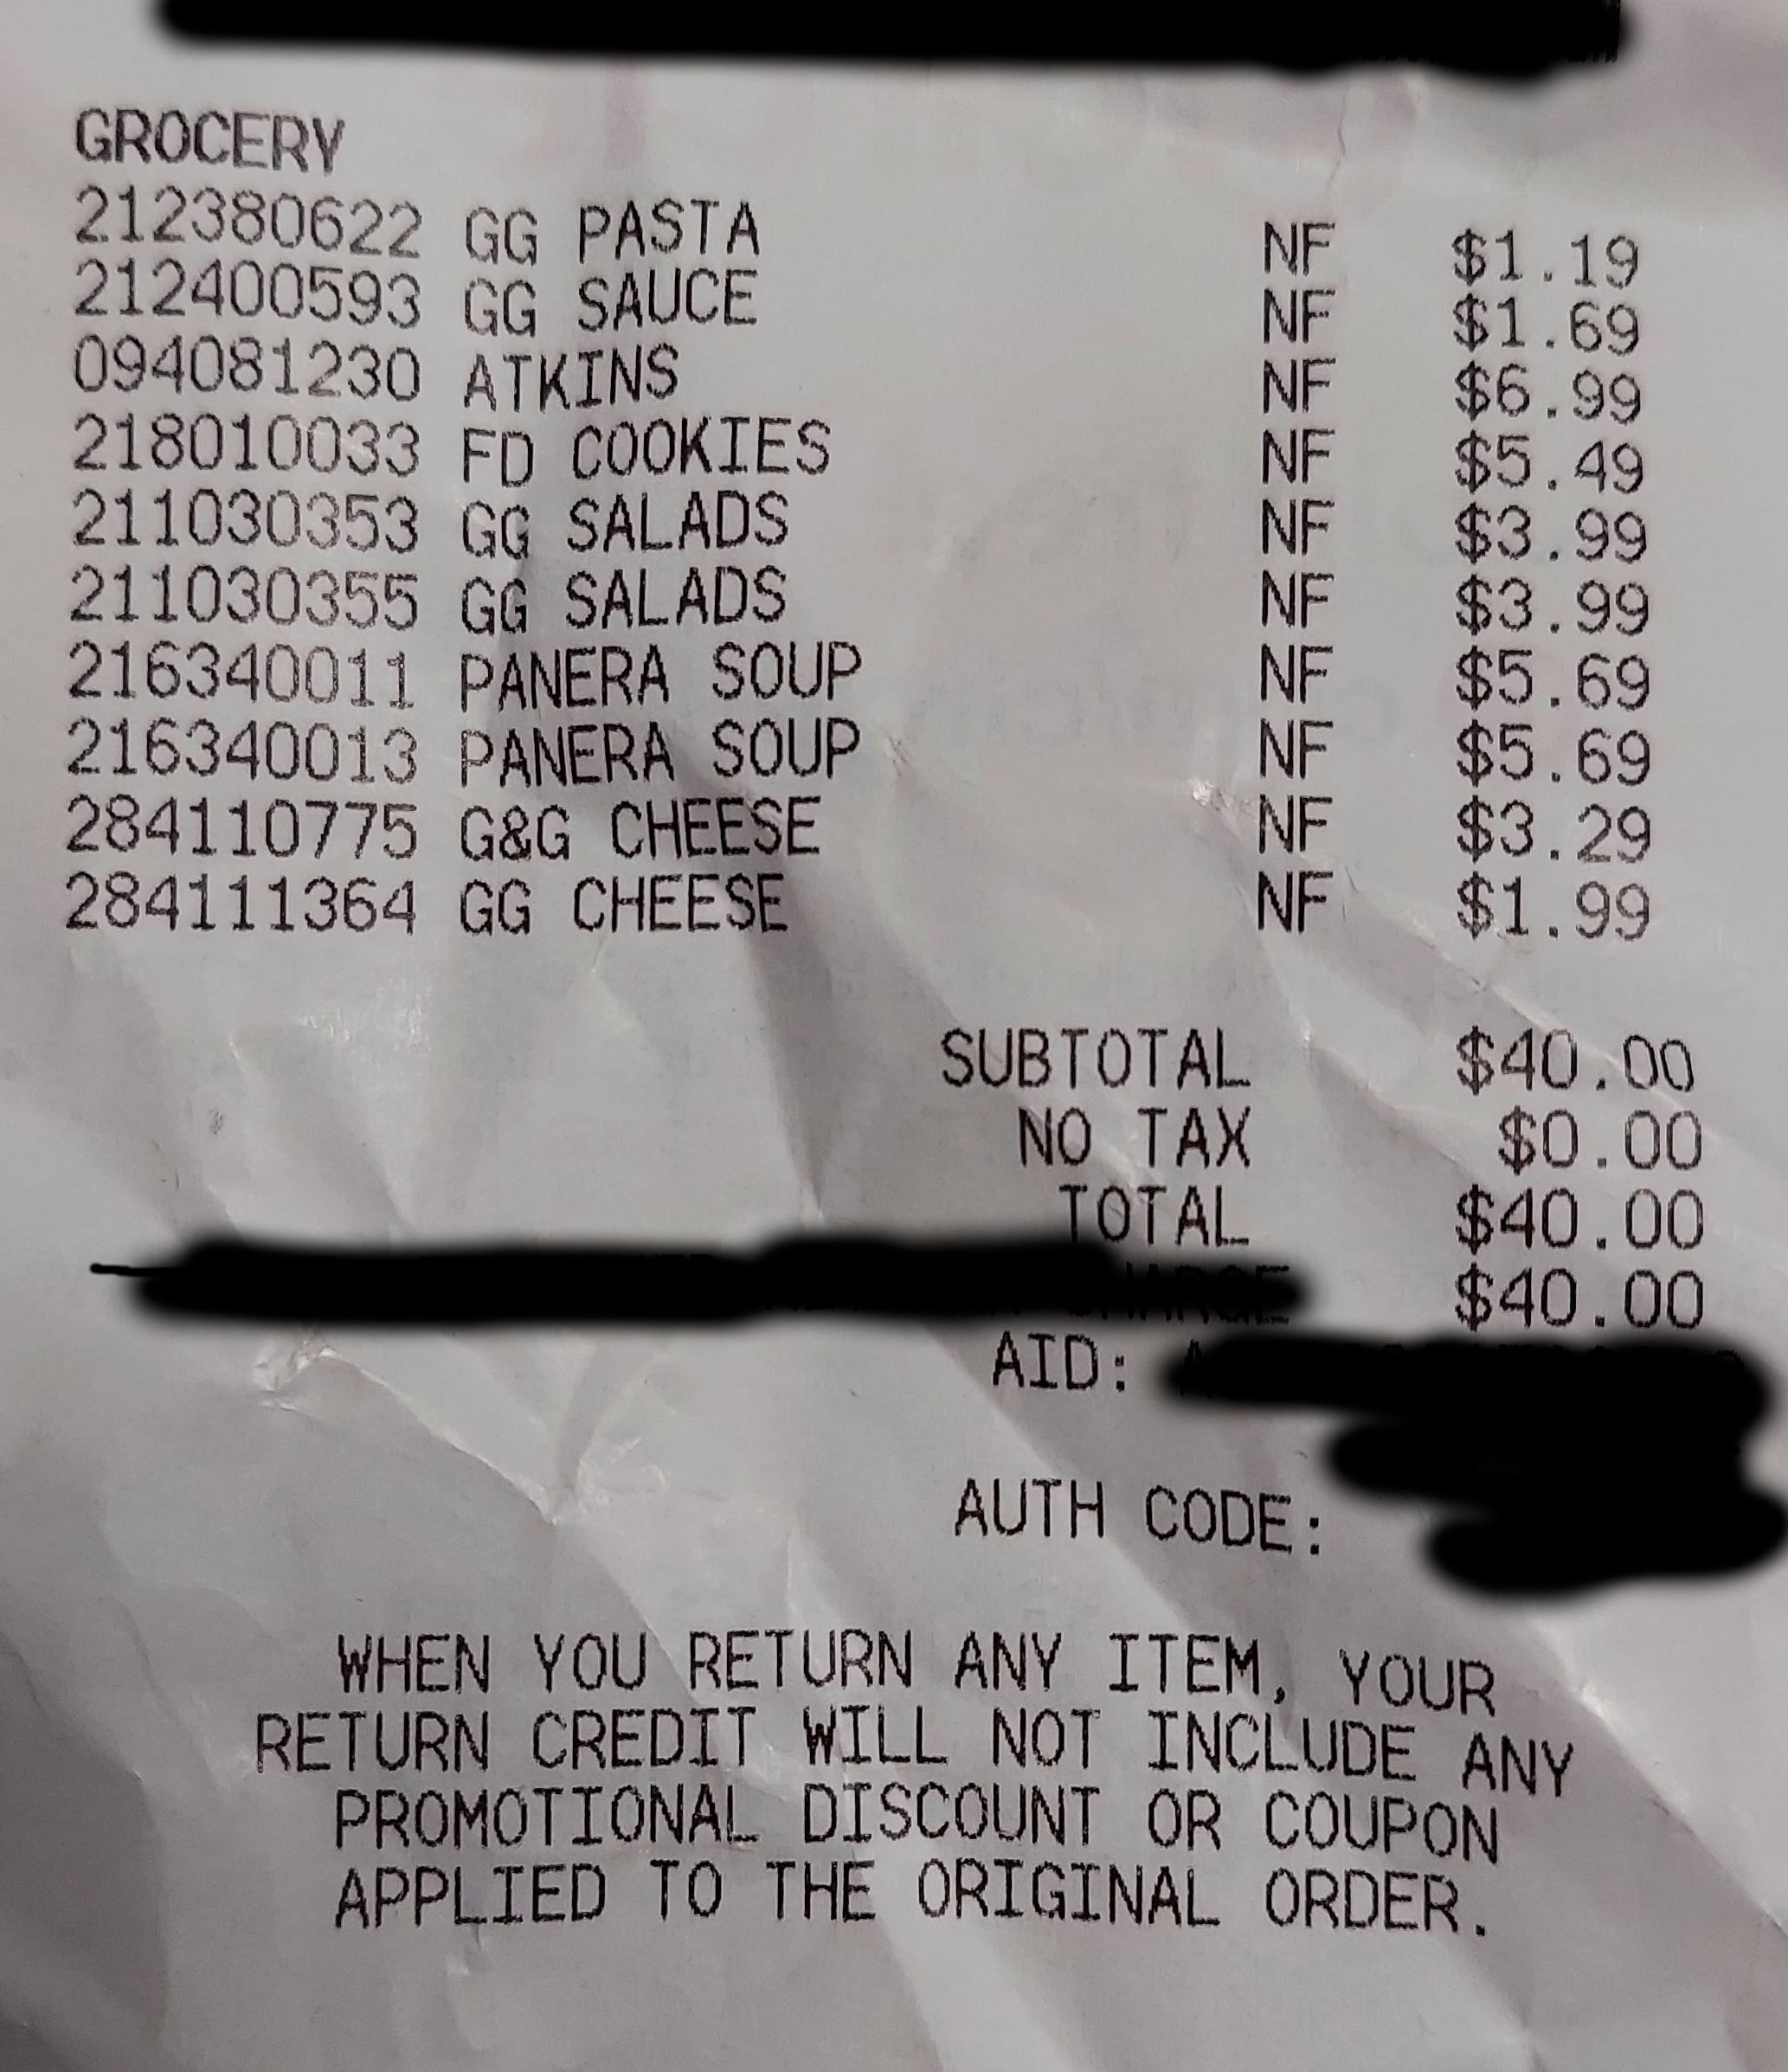 GROCERY
212380622 GG PASTA NF $1.19
212400593 GG SAUCE NF $1.69
094081230 ATKINS NF $6.99
218010033 FD COOKIES NF $5.49
211030353 GG SALADS NF $3.99
211030355 GG SALADS NF $3.99
216340011 PANERA SOUP NF $5.69
216340013 PANERA SOUP NF $5.69
284110775 G&G CHEESE NF $3.29
284111364 GG CHEESE NF $1.99
SUBTOTAL $40.00
NO TAX $0.00
TOTAL $40.00
$40.00
AID:
AUTH CODE:
WHEN YOU RETURN ANY ITEM, YOUR
RETURN CREDIT WILL NOT INCLUDE ANY
PROMOTIONAL DISCOUNT OR COUPON
APPLIED TO THE ORIGINAL ORDER.